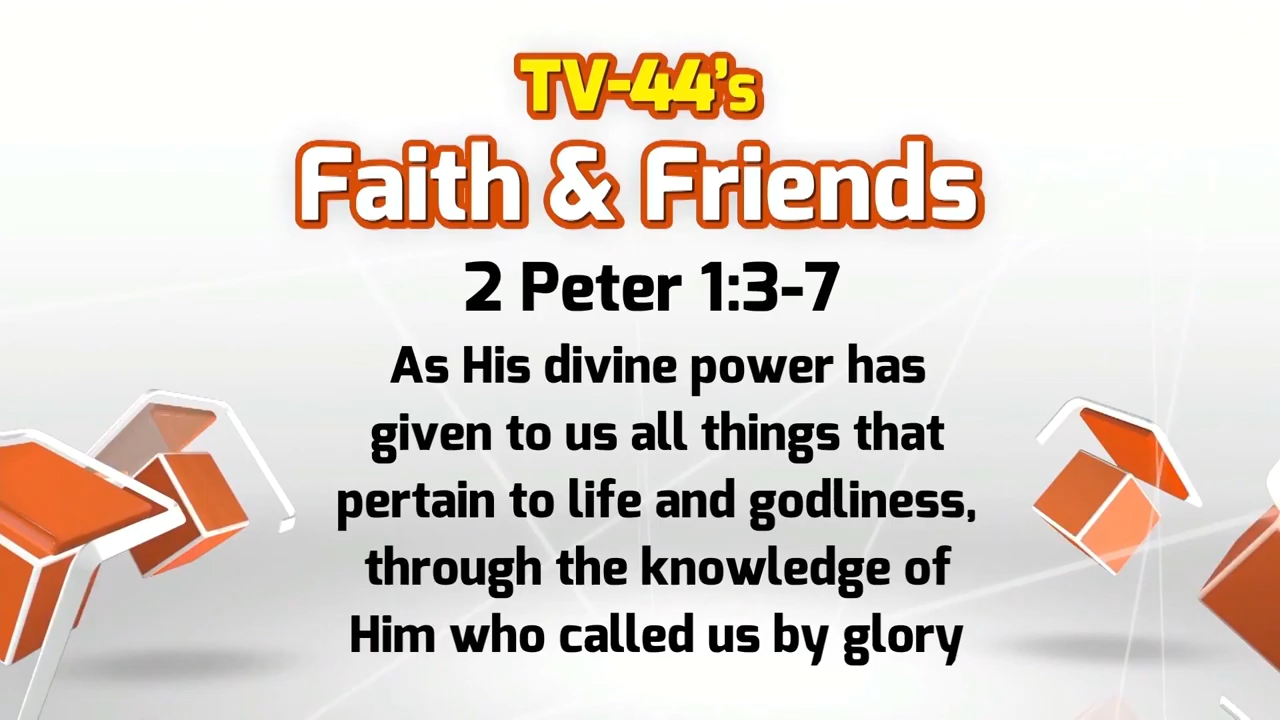 TV-44's
Faith & Friends
2 Peter 1:3-7
As His divine power has
given to us all things that
pertain to life and godliness,
through the knowledge of
Him who called us by glory